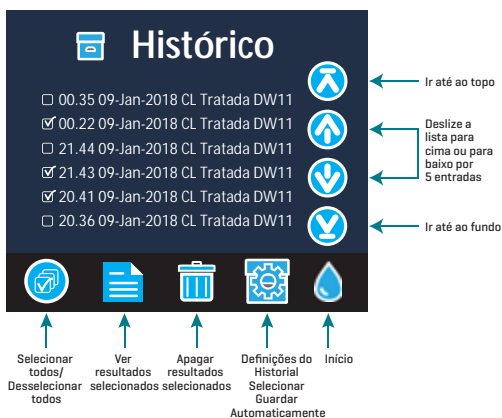 Histórico
00.35 09-Jan-2018 CL Tratada DW11
00.22 09-Jan-2018 CL Tratada DW11
21.44 09-Jan-2018 CL Tratada DW11
21.43 09-Jan-2018 CL Tratada DW11
20.41 09-Jan-2018 CL Tratada DW11
20.36 09-Jan-2018 CL Tratada DW11
Ir até ao topo
Deslize a
lista para
cima ou para
baixo por
5 entradas
Ir até ao fundo
Selecionar
todos/
Desselecionar
todos
Ver
resultados
selecionados
Apagar
resultados
selecionados
Definições do
Historial
Selecionar
Guardar
Automaticamente
Início